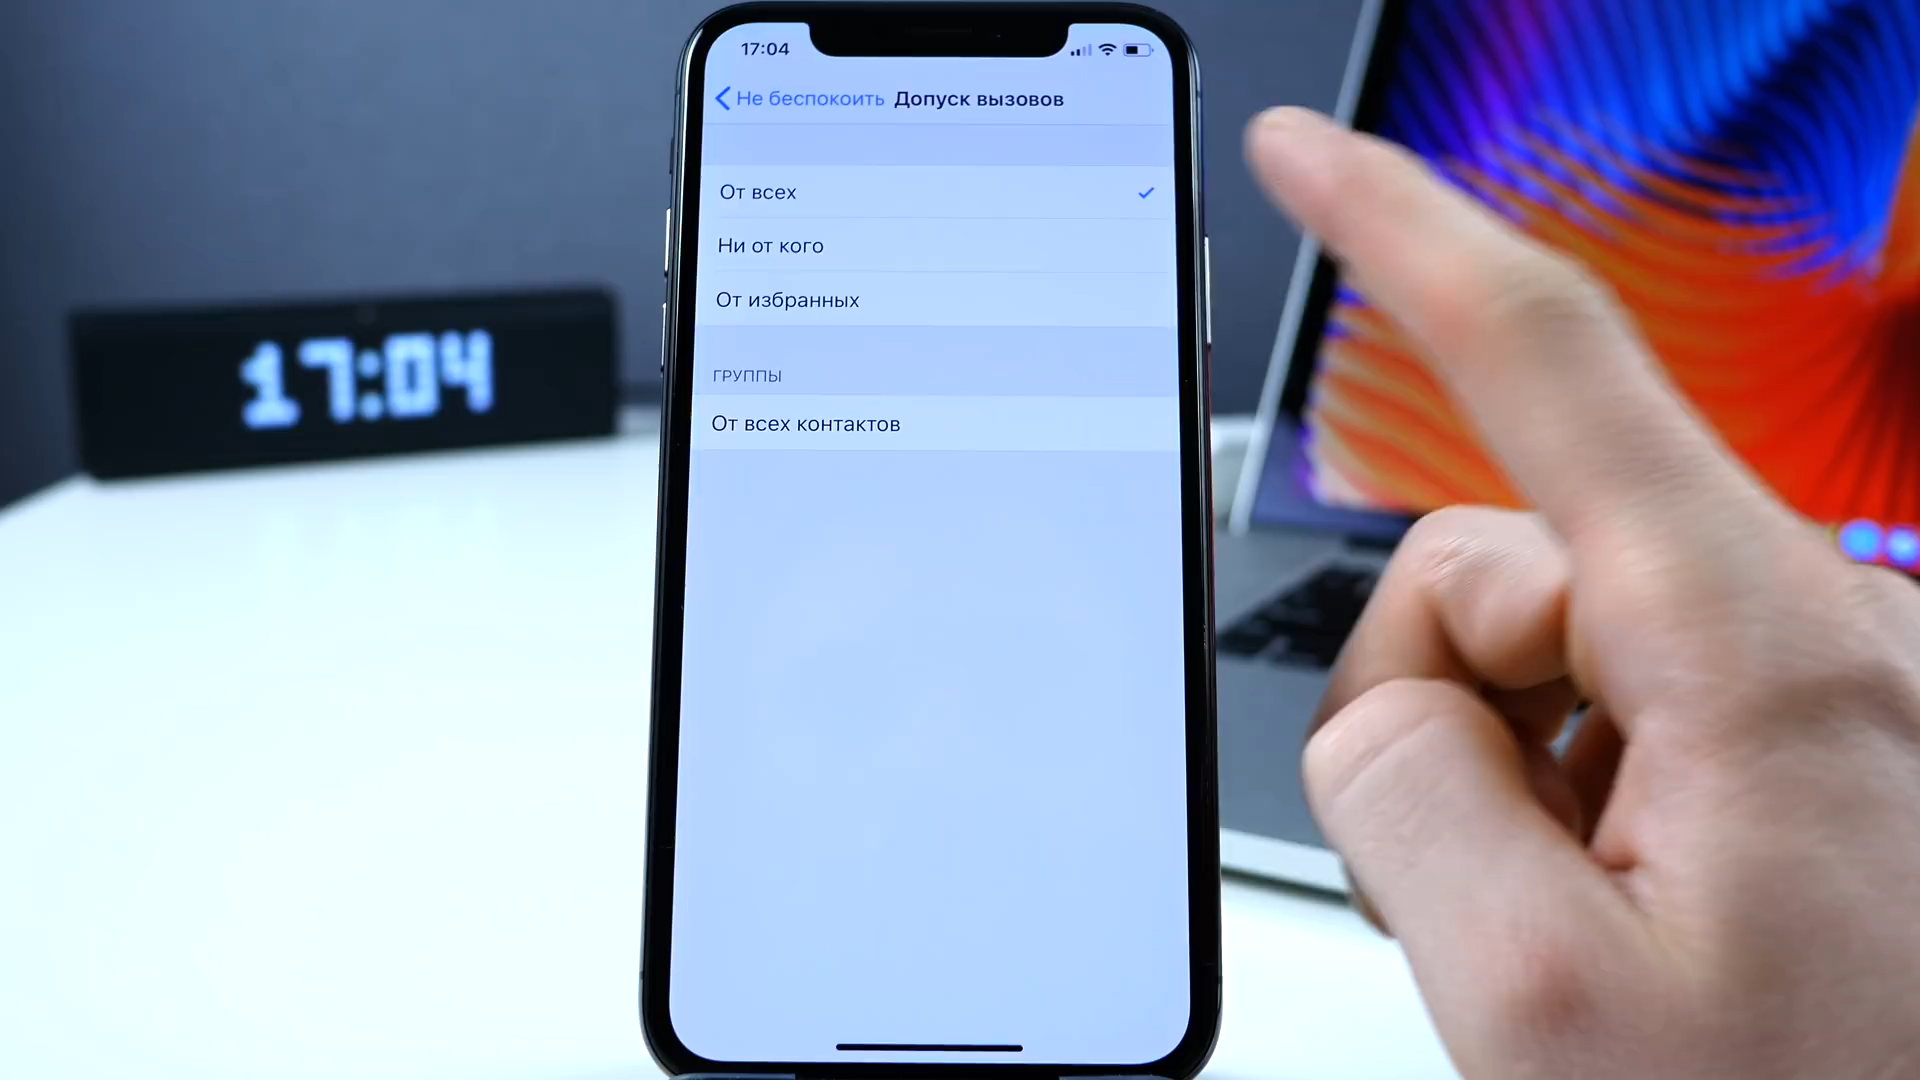 17:04
Не беспокоить Допуск вызовов
От всех
Ни от кого
От избранных
ГРУППЫ
От всех контактов
17:04